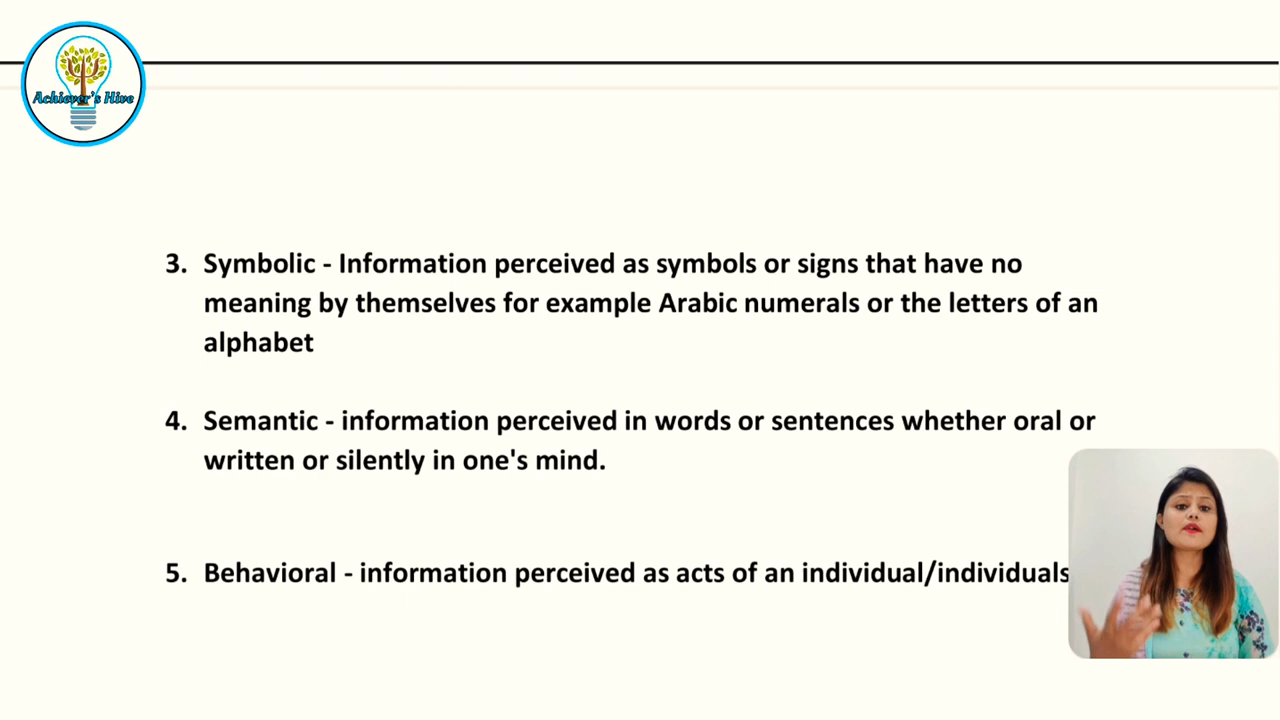 Achiever's Hive
3. Symbolic - Information perceived as symbols or signs that have no
meaning by themselves for example Arabic numerals or the letters of an
alphabet
4. Semantic - information perceived in words or sentences whether oral or
written or silently in one's mind.
5. Behavioral - information perceived as acts of an individual/individuals